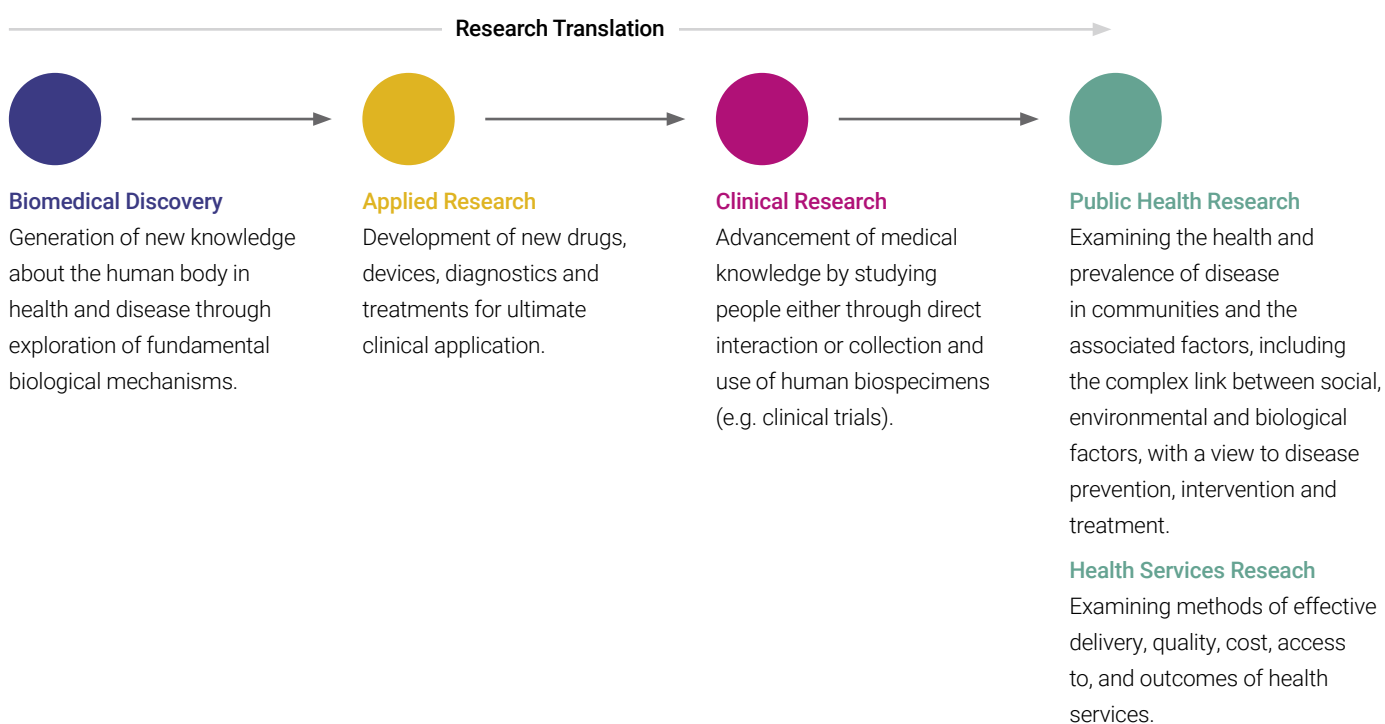 Research Translation
Biomedical Discovery
Generation of new knowledge
about the human body in
health and disease through
exploration of fundamental
biological mechanisms.
Applied Research
Development of new drugs,
devices, diagnostics and
treatments for ultimate
clinical application.
Clinical Research
Advancement of medical
knowledge by studying
people either through direct
interaction or collection and
use of human biospecimens
(e.g. clinical trials).
Public Health Research
Examining the health and
prevalence of disease
in communities and the
associated factors, including
the complex link between social,
environmental and biological
factors, with a view to disease
prevention, intervention and
treatment.
Health Services Reseach
Examining methods of effective
delivery, quality, cost, access
to, and outcomes of health
services.